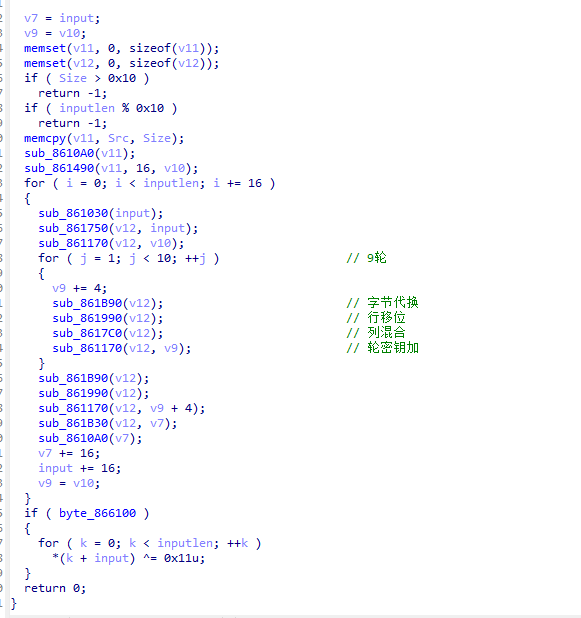 v7 = input;
v9 = v10;
memset(v11, 0, sizeof(v11));
memset(v12, 0, sizeof(v12));
if ( Size > 0x10 )
return -1;
if ( inputlen % 0x10 )
return -1;
memcpy(v11, Src, Size);
sub_8610A0(v11);
sub_861490(v11, 16, v10);
for ( i = 0; i < inputlen; i += 16 )
{
sub_861030(input);
sub_861750(v12, input);
sub_861170(v12, v10);
for ( j = 1; j < 10; ++j ) // 9轮
{
v9 += 4;
sub_861B90(v12); // 字节代换
sub_861990(v12); // 行移位
sub_8617C0(v12); // 列混合
sub_861170(v12, v9); // 轮密钥加
}
sub_861B90(v12);
sub_861990(v12);
sub_861170(v12, v9 + 4);
sub_861B30(v12, v7);
sub_8610A0(v7);
v7 += 16;
input += 16;
v9 = v10;
}
if ( byte_866100 )
{
for ( k = 0; k < inputlen; ++k )
*(k + input) ^= 0x11u;
}
return 0;
}